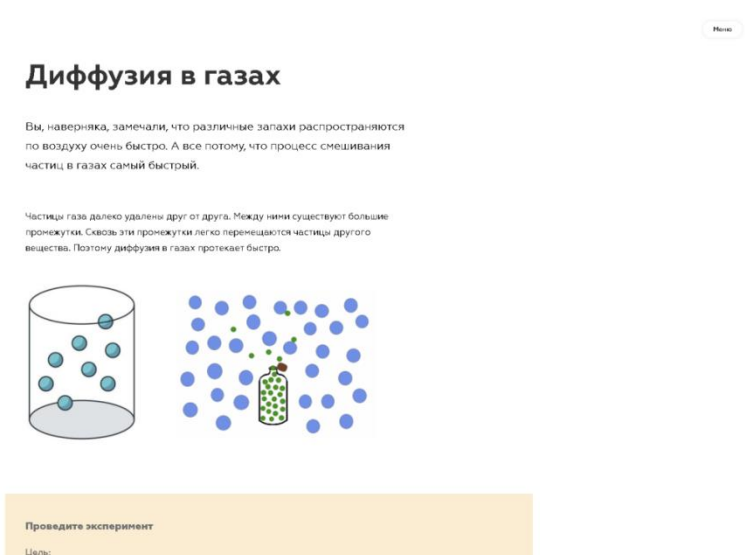 Меню
Диффузия в газах
Вы, наверняка, замечали, что различные запахи распространяются
по воздуху очень быстро. А все потому, что процесс смешивания
частиц в газах самый быстрый.
Частицы газа далеко удалены друг от друга. Между ними существуют большие
промежутки. Сквозь эти промежутки легко перемещаются частицы другого
вещества. Поэтому диффузия в газах протекает быстро.
Проведите эксперимент
Цель: